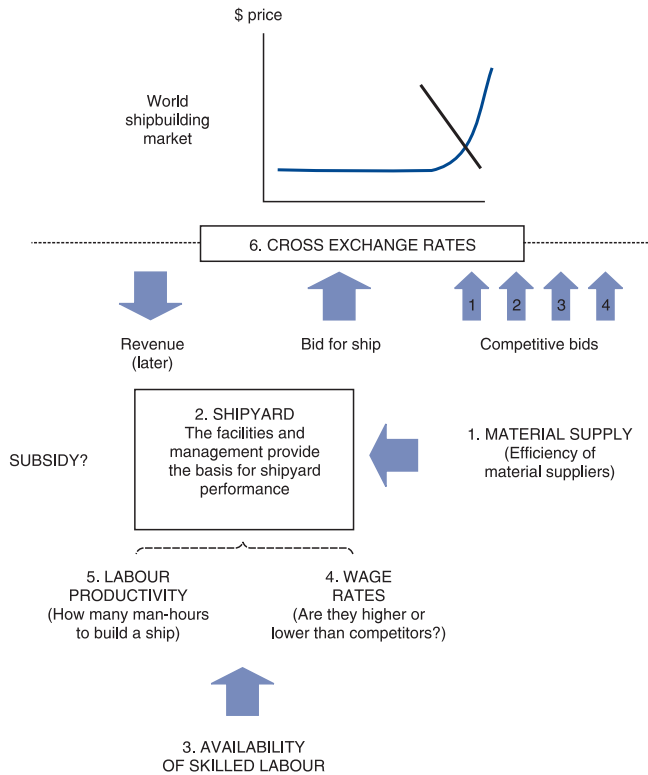 $ price
World
shipbuilding
market
6. CROSS EXCHANGE RATES
1
2
3
4
Revenue
(later)
Bid for ship
Competitive bids
2. SHIPYARD
The facilities and
management provide
the basis for shipyard
performance
SUBSIDY?
1. MATERIAL SUPPLY
(Efficiency of
material suppliers)
5. LABOUR
PRODUCTIVITY
(How many man-hours
to build a ship)
4. WAGE
RATES
(Are they higher or
lower than competitors?)
3. AVAILABILITY
OF SKILLED LABOUR